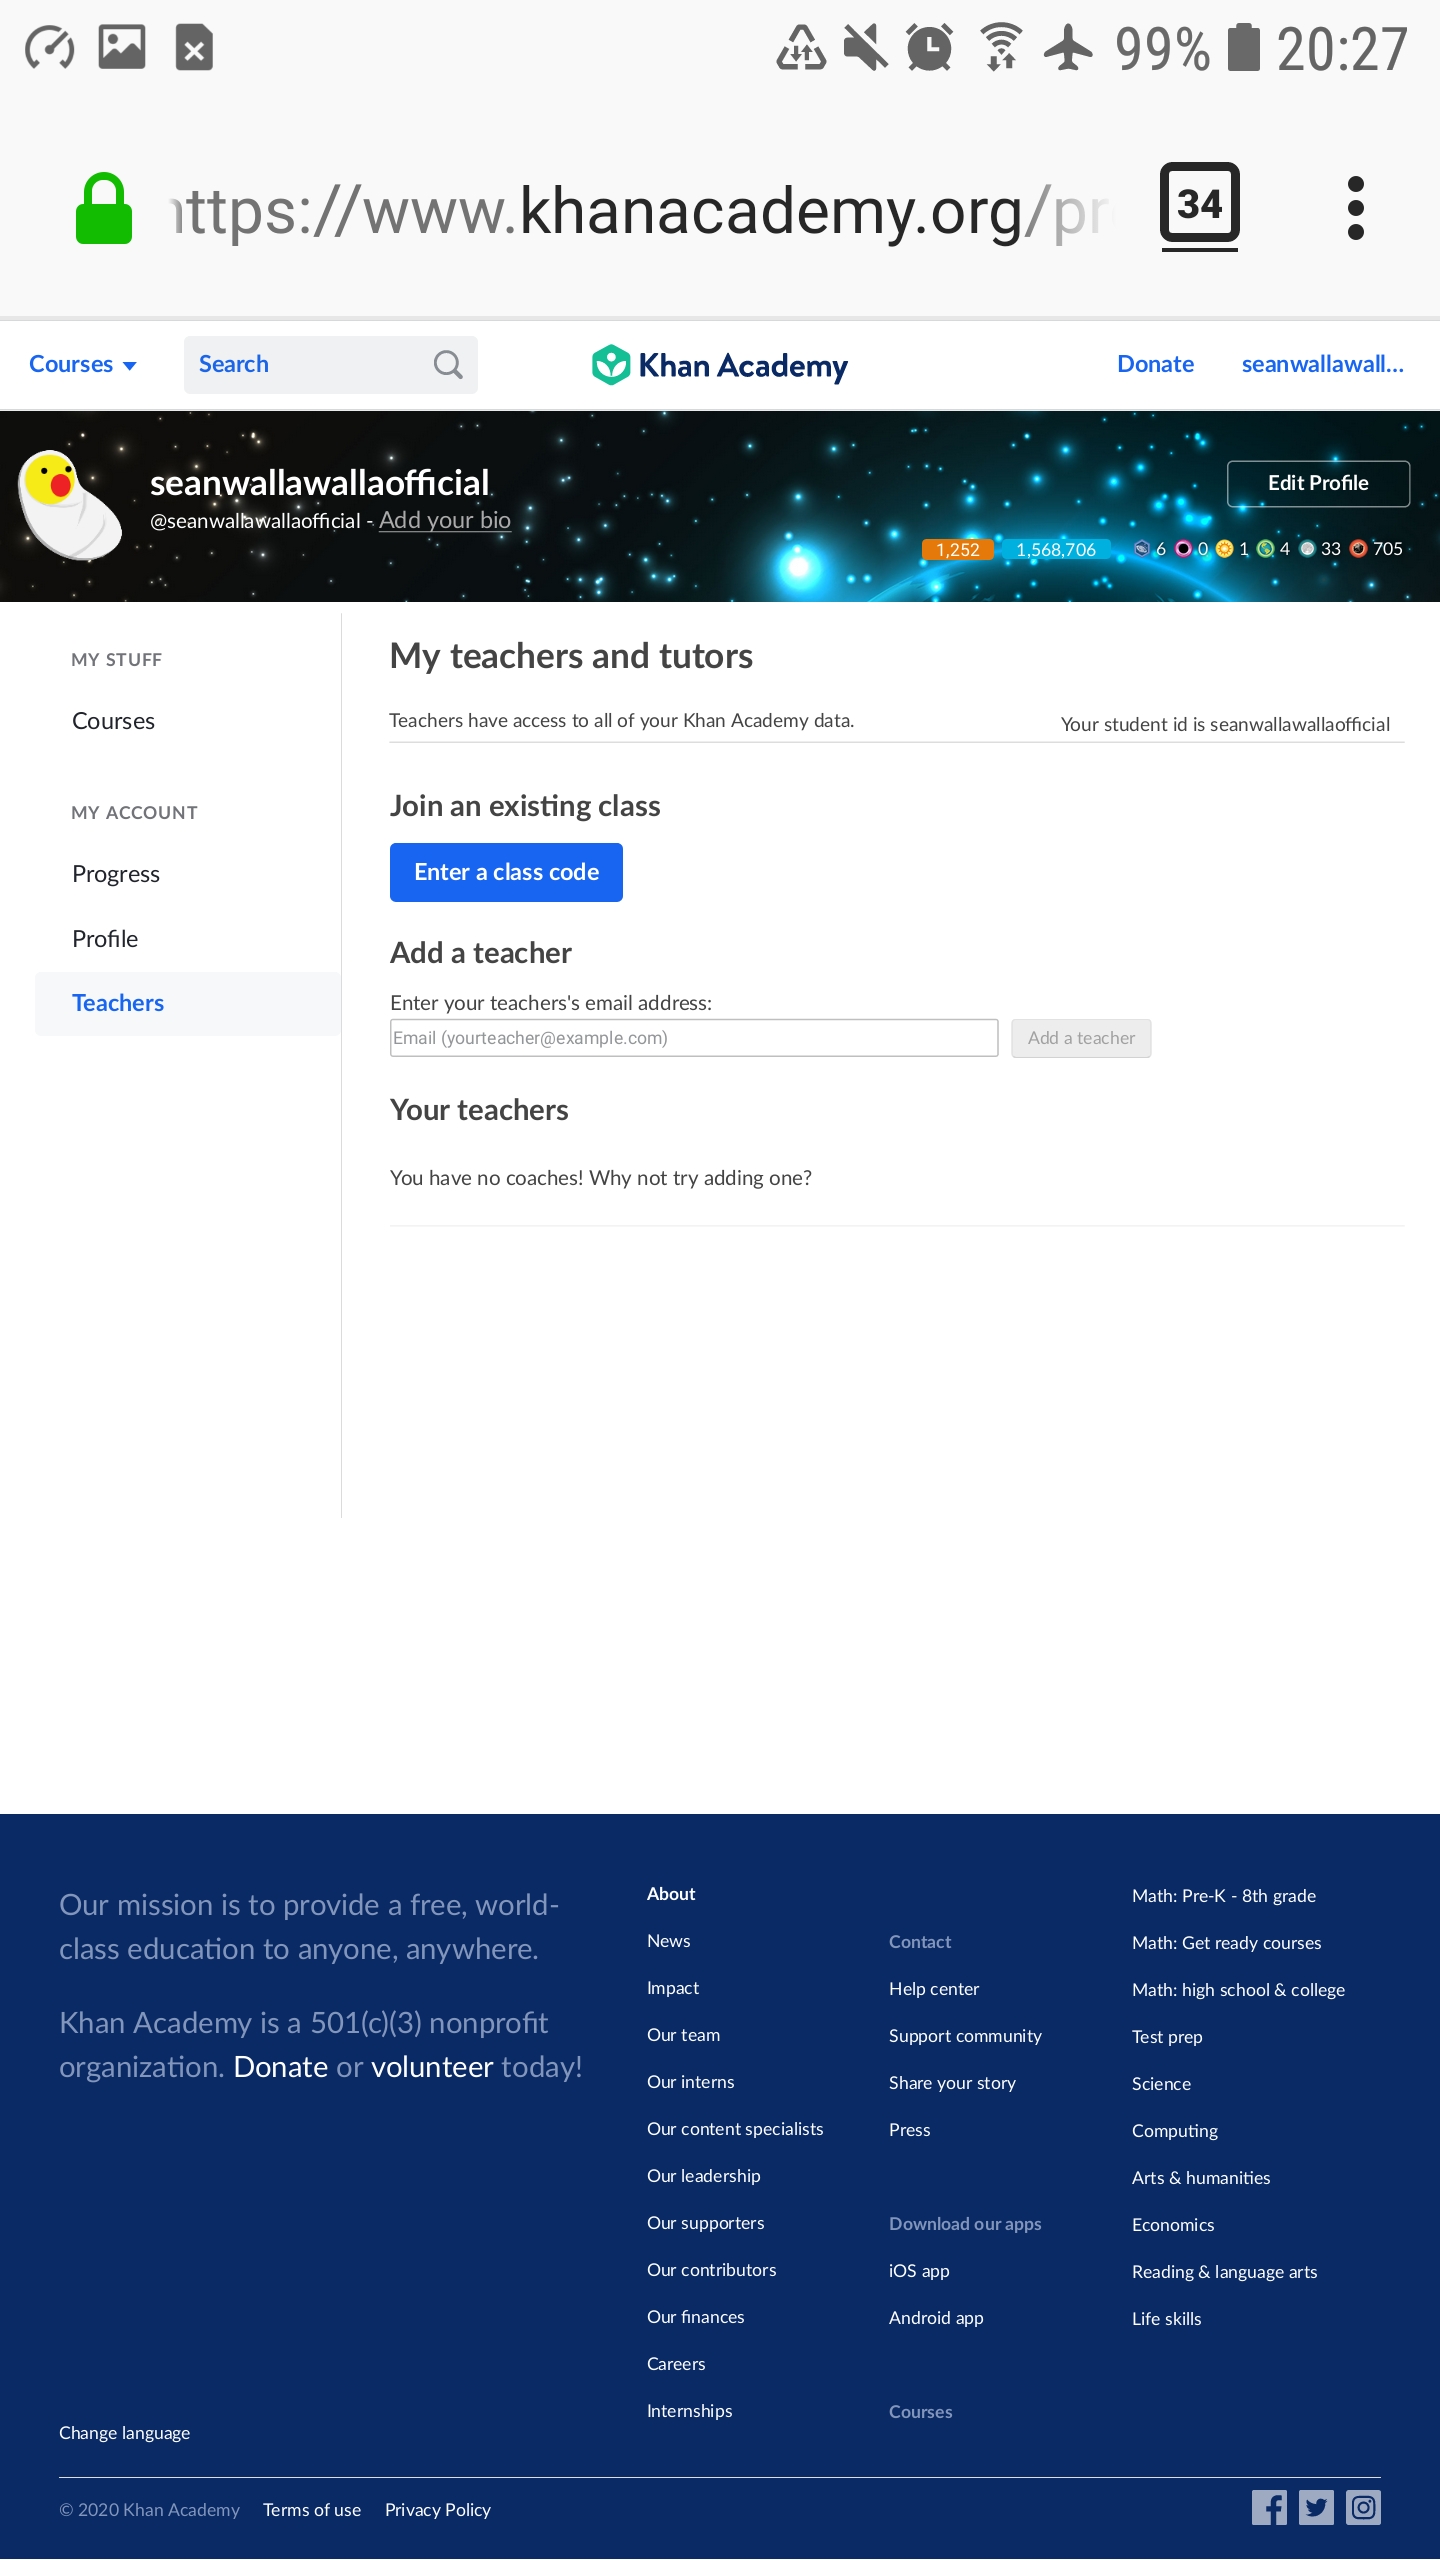 99% 20:27
https://www.khanacademy.org/pr
34
Courses
Search
Khan Academy
Donate
seanwallawall...
seanwallawallaofficial
@seanwallawallaofficial - Add your bio
Edit Profile
1,252 1,568,706 6 0 1 4 33 705
MY STUFF
Courses
MY ACCOUNT
Progress
Profile
Teachers
My teachers and tutors
Teachers have access to all of your Khan Academy data.
Your student id is seanwallawallaofficial
Join an existing class
Enter a class code
Add a teacher
Enter your teachers's email address:
Email (yourteacher@example.com)
Add a teacher
Your teachers
You have no coaches! Why not try adding one?
Our mission is to provide a free, world-
class education to anyone, anywhere.
Khan Academy is a 501(c)(3) nonprofit
organization. Donate or volunteer today!
About
News
Impact
Our team
Our interns
Our content specialists
Our leadership
Our supporters
Our contributors
Our finances
Careers
Internships
Contact
Help center
Support community
Share your story
Press
Download our apps
iOS app
Android app
Courses
Math: Pre-K - 8th grade
Math: Get ready courses
Math: high school & college
Test prep
Science
Computing
Arts & humanities
Economics
Reading & language arts
Life skills
Change language
© 2020 Khan Academy
Terms of use
Privacy Policy